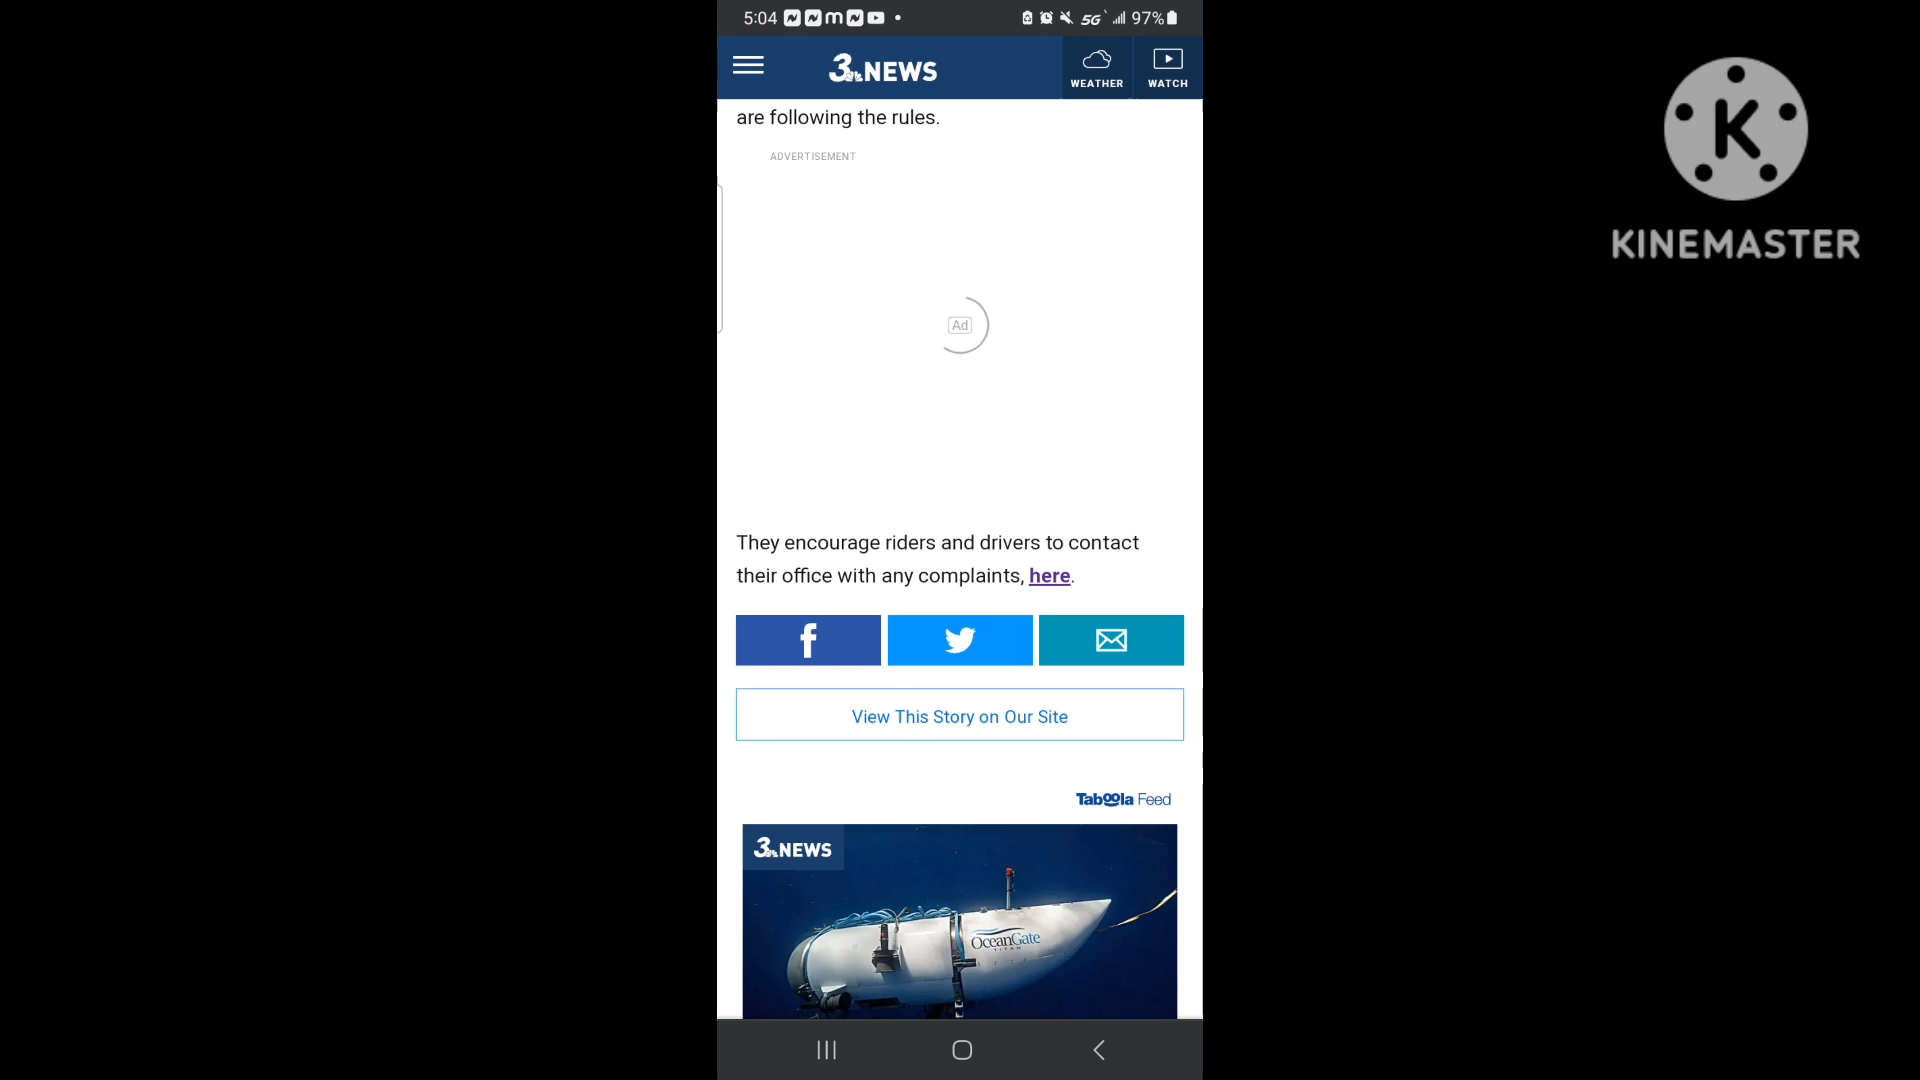 5:04
5G 97%
3 NEWS
WEATHER
WATCH
are following the rules.
ADVERTISEMENT
Ad
They encourage riders and drivers to contact
their office with any complaints, here.
View This Story on Our Site
Taboola Feed
3 NEWS
OceanGate
TITAN
K
KINEMASTER